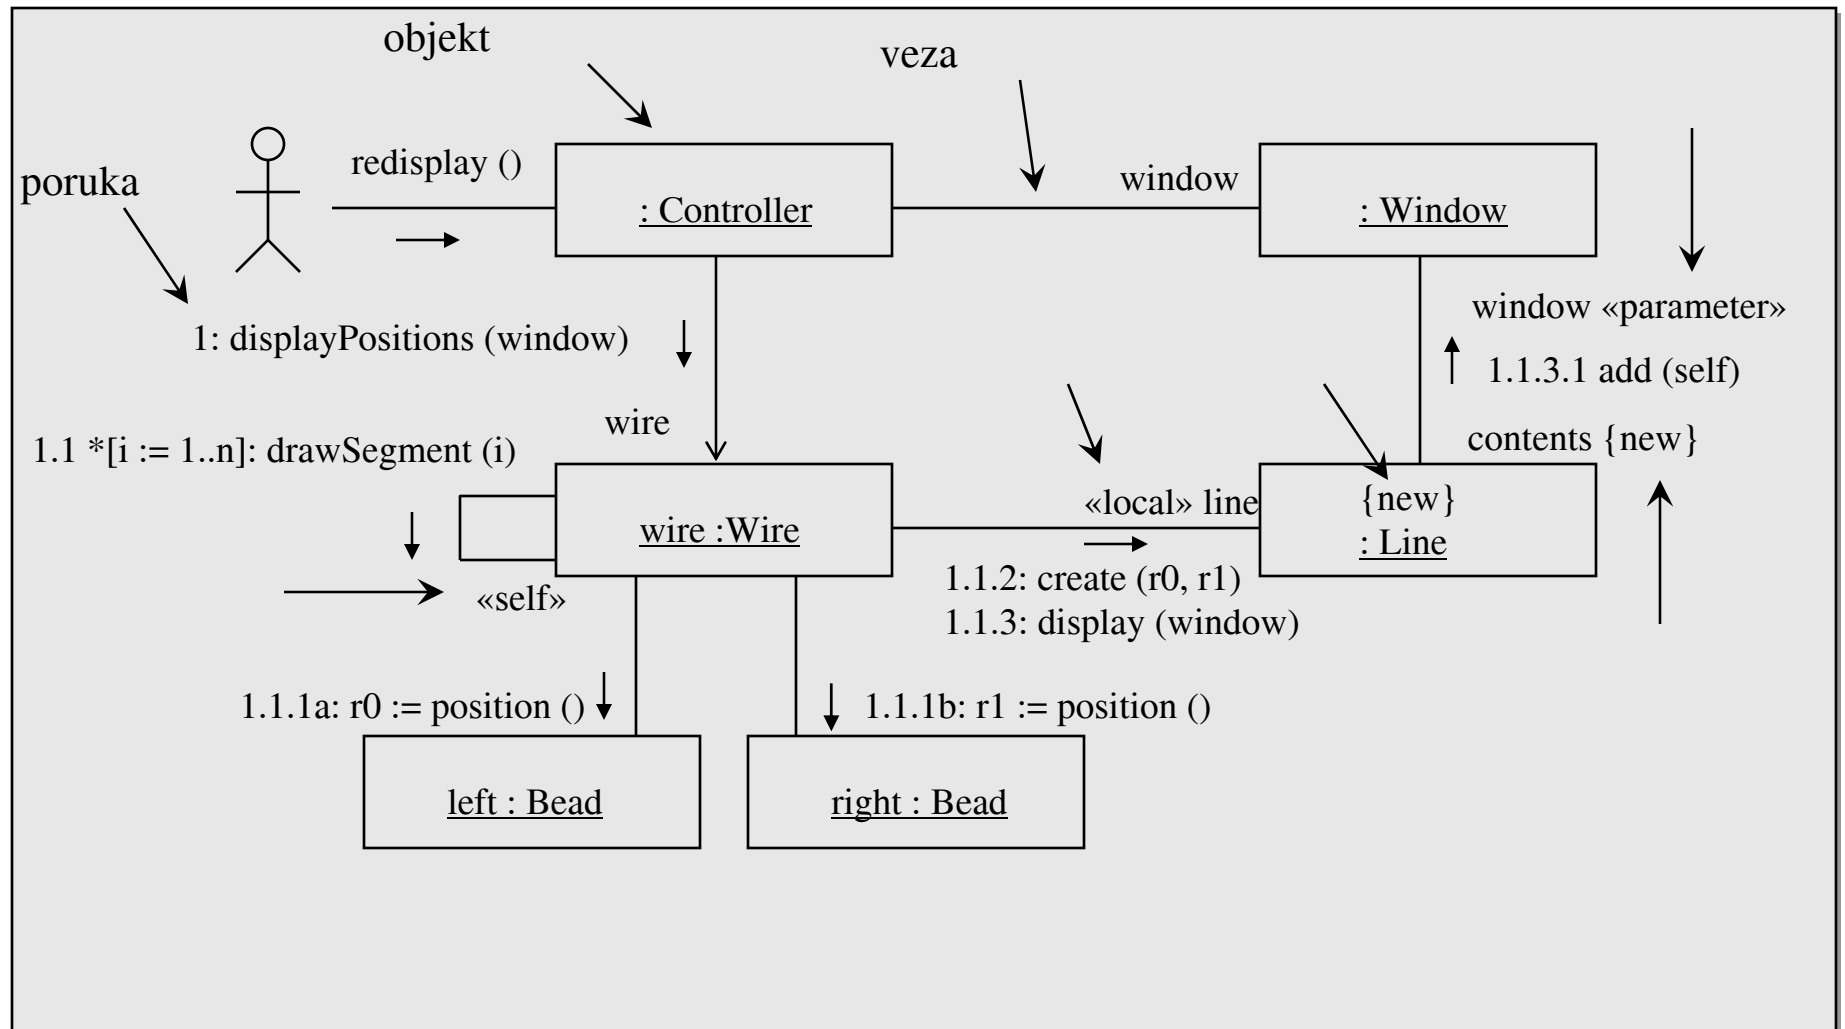 objekt
veza
redisplay ()
poruka
window
: Controller
: Window
window «parameter»
1: displayPositions (window)
1.1.3.1 add (self)
wire
contents {new}
1.1 *[i := 1..n]: drawSegment (i)
«local» line
{new}
wire :Wire
: Line
1.1.2: create (r0, r1)
«self»
1.1.3: display (window)
1.1.1a: r0 := position ()
1.1.1b: r1 := position ()
left : Bead
right : Bead